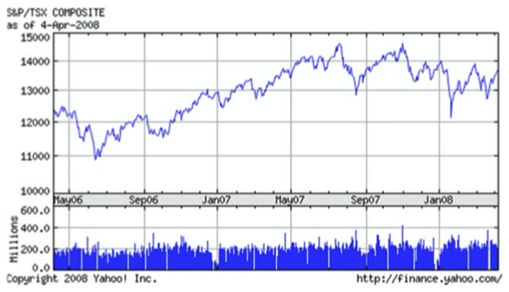 S&P/TSX COMPOSITE
as of 4-Apr-2008
15000
14000
13000
12000
11000
10000
May06 Sep06 Jan07 May07 Sep07 Jan08
600.0
400.0
200.0
0.0
Millions
Copyright 2008 Yahoo! Inc. http://finance.yahoo.com/